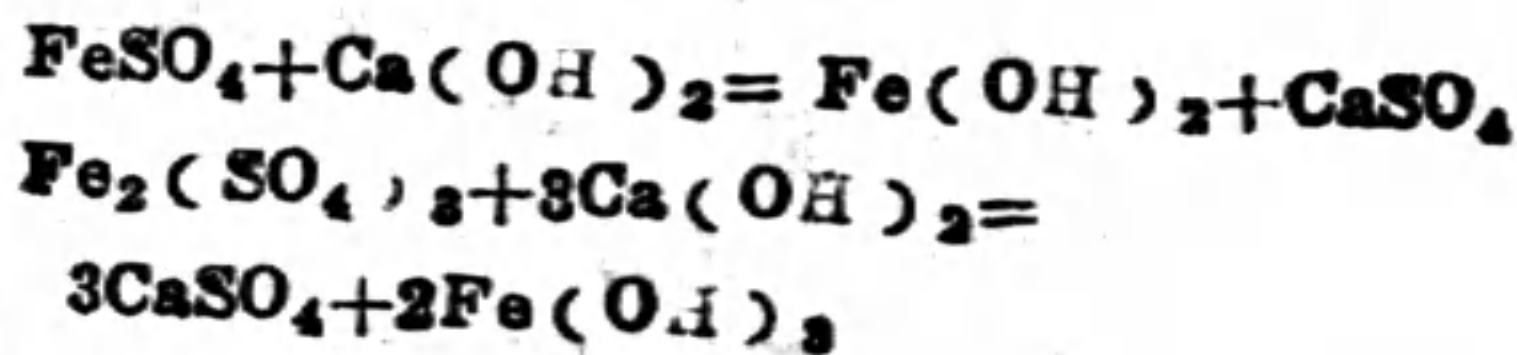 FeSO₄+Ca(OH)₂= Fe(OH)₂+CaSO₄
Fe₂(SO₄)₃+3Ca(OH)₂=
3CaSO₄+2Fe(OH)₃